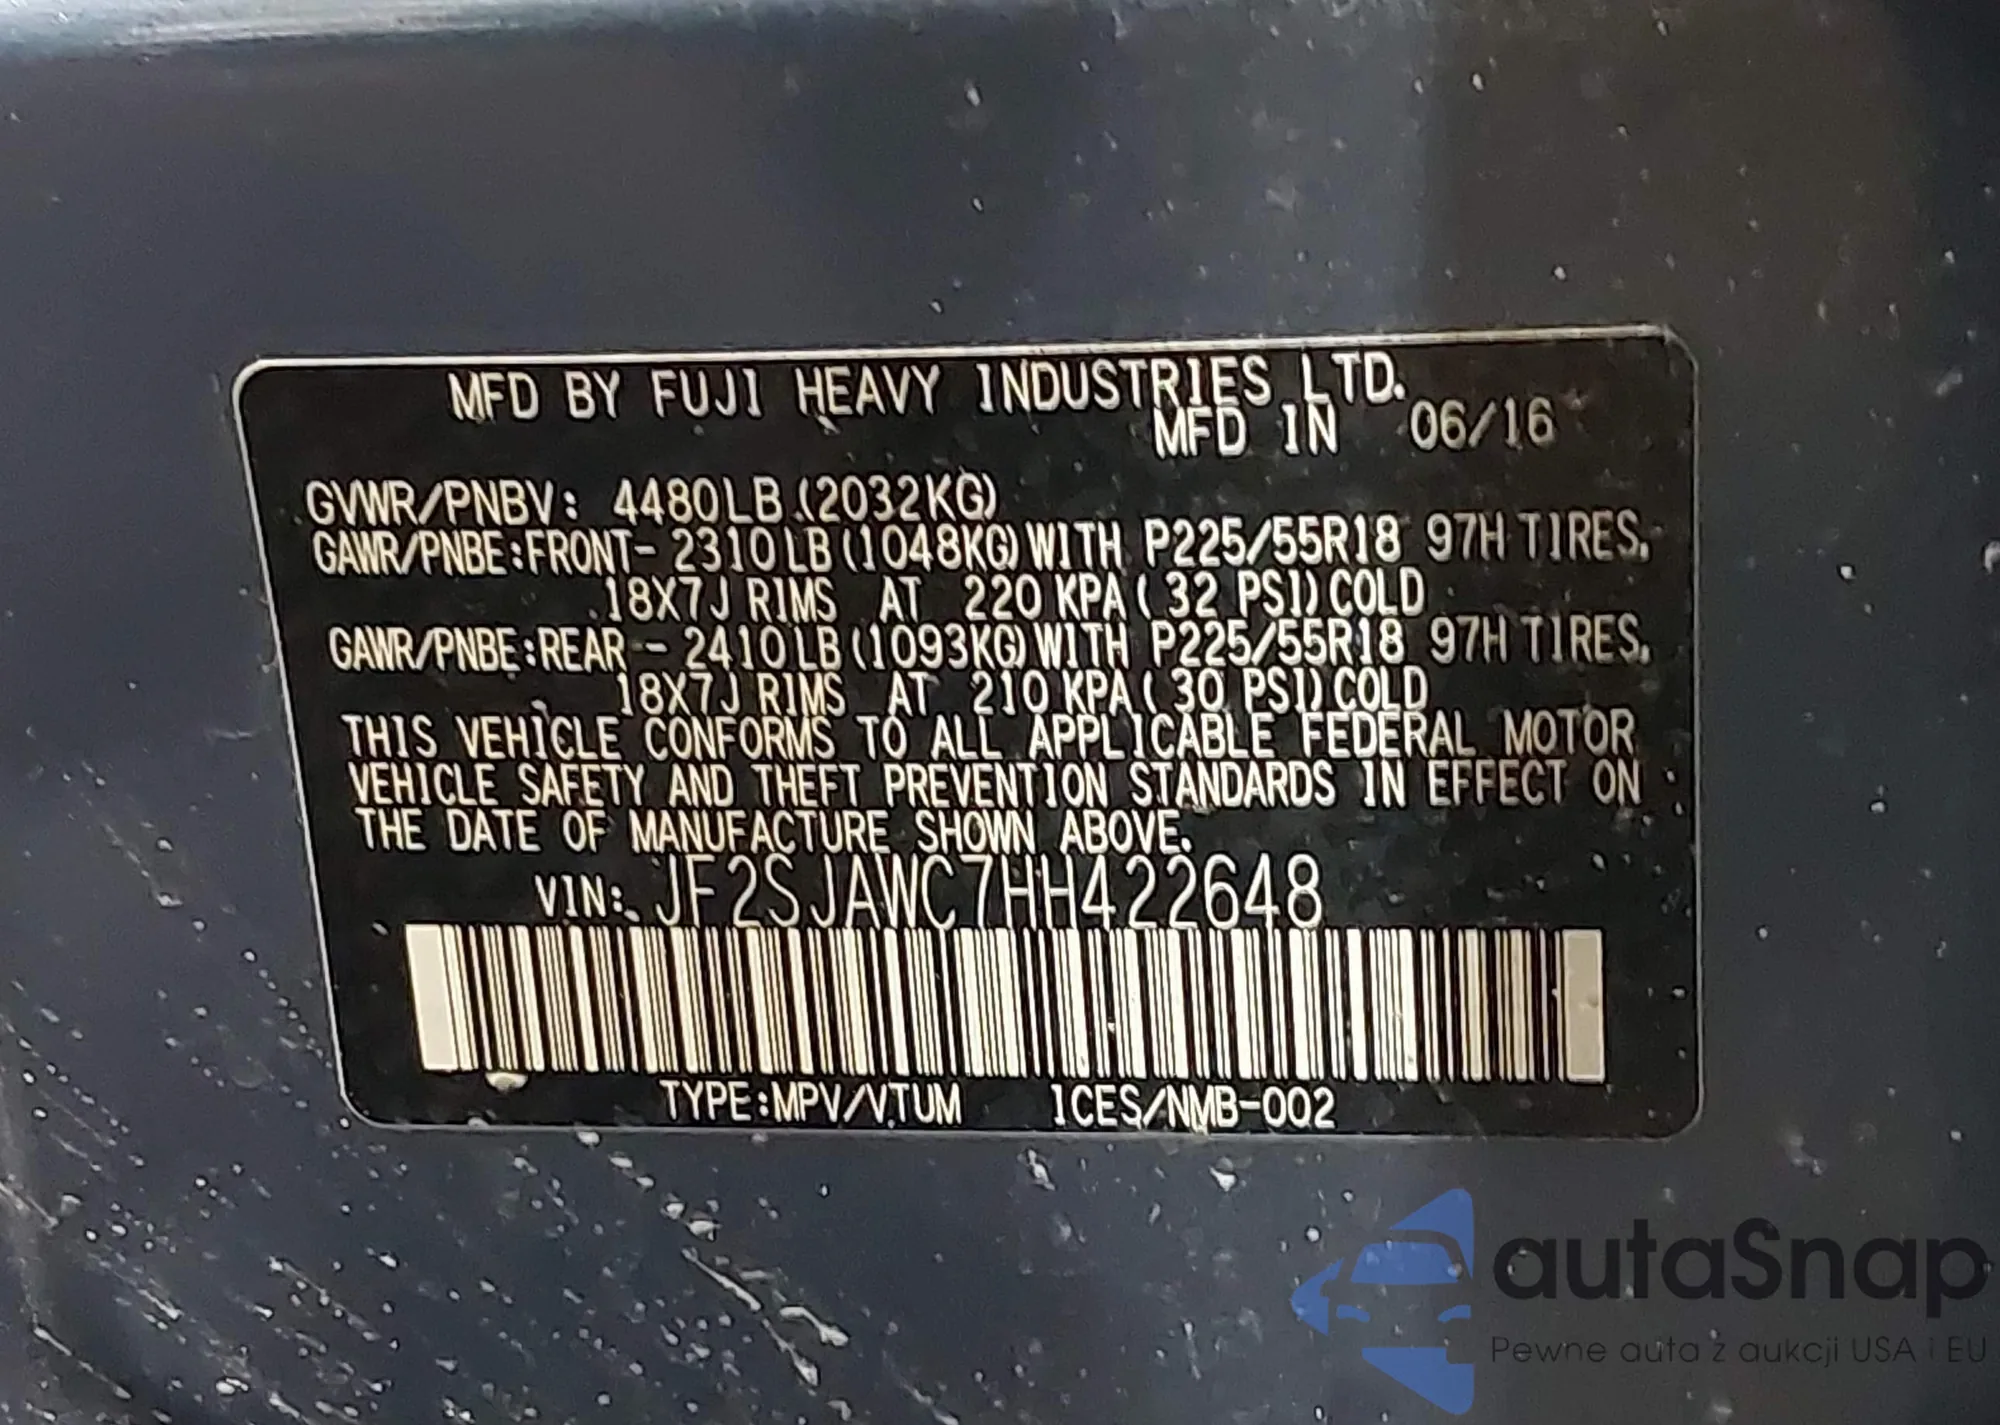 MFD BY FUJI HEAVY INDUSTRIES LTD.
MFD IN 06/16
GVWR/PNBV: 4480LB (2032KG)
GAWR/PNBE:FRONT- 2310LB (1048KG) WITH P225/55R18 97H TIRES.
18X7J RIMS AT 220 KPA ( 32 PSI) COLD
GAWR/PNBE:REAR - 2410LB (1093KG) WITH P225/55R18 97H TIRES.
18X7J RIMS AT 210 KPA ( 30 PSI) COLD
THIS VEHICLE CONFORMS TO ALL APPLICABLE FEDERAL MOTOR
VEHICLE SAFETY AND THEFT PREVENTION STANDARDS IN EFFECT ON
THE DATE OF MANUFACTURE SHOWN ABOVE.
VIN: JF2SJAWC7HH422648
TYPE:MPV/VTUM ICES/NMB-002
autaSnap
Pewne auta z aukcji USA i EU